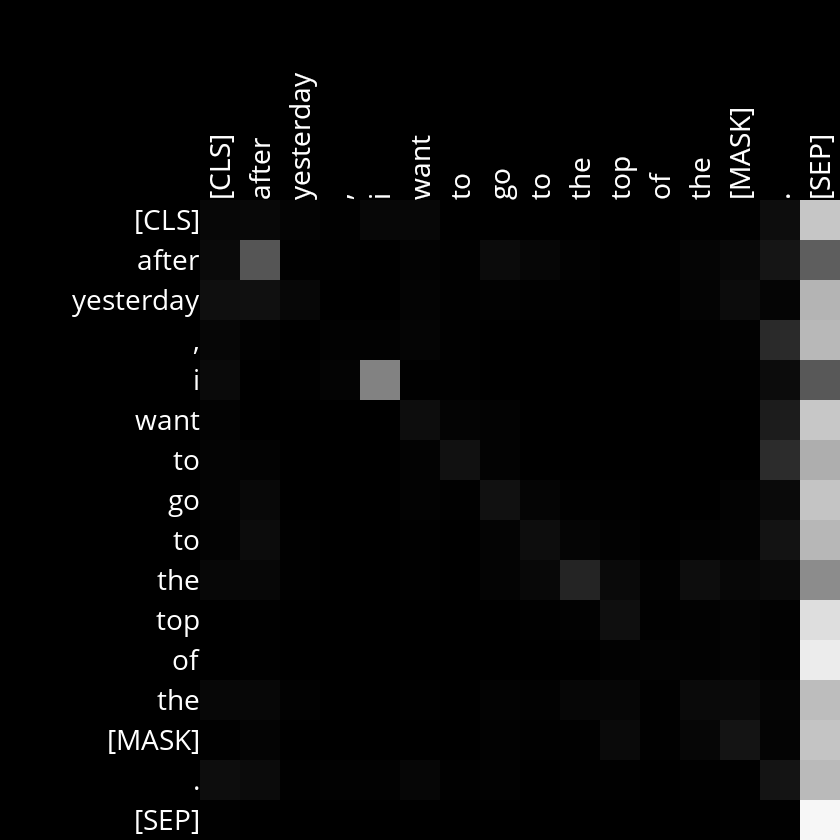 [CLS] after yesterday , i want to go to the top of the [MASK] . [SEP]
[CLS]
after
yesterday
,
i
want
to
go
to
the
top
of
the
[MASK]
.
[SEP]